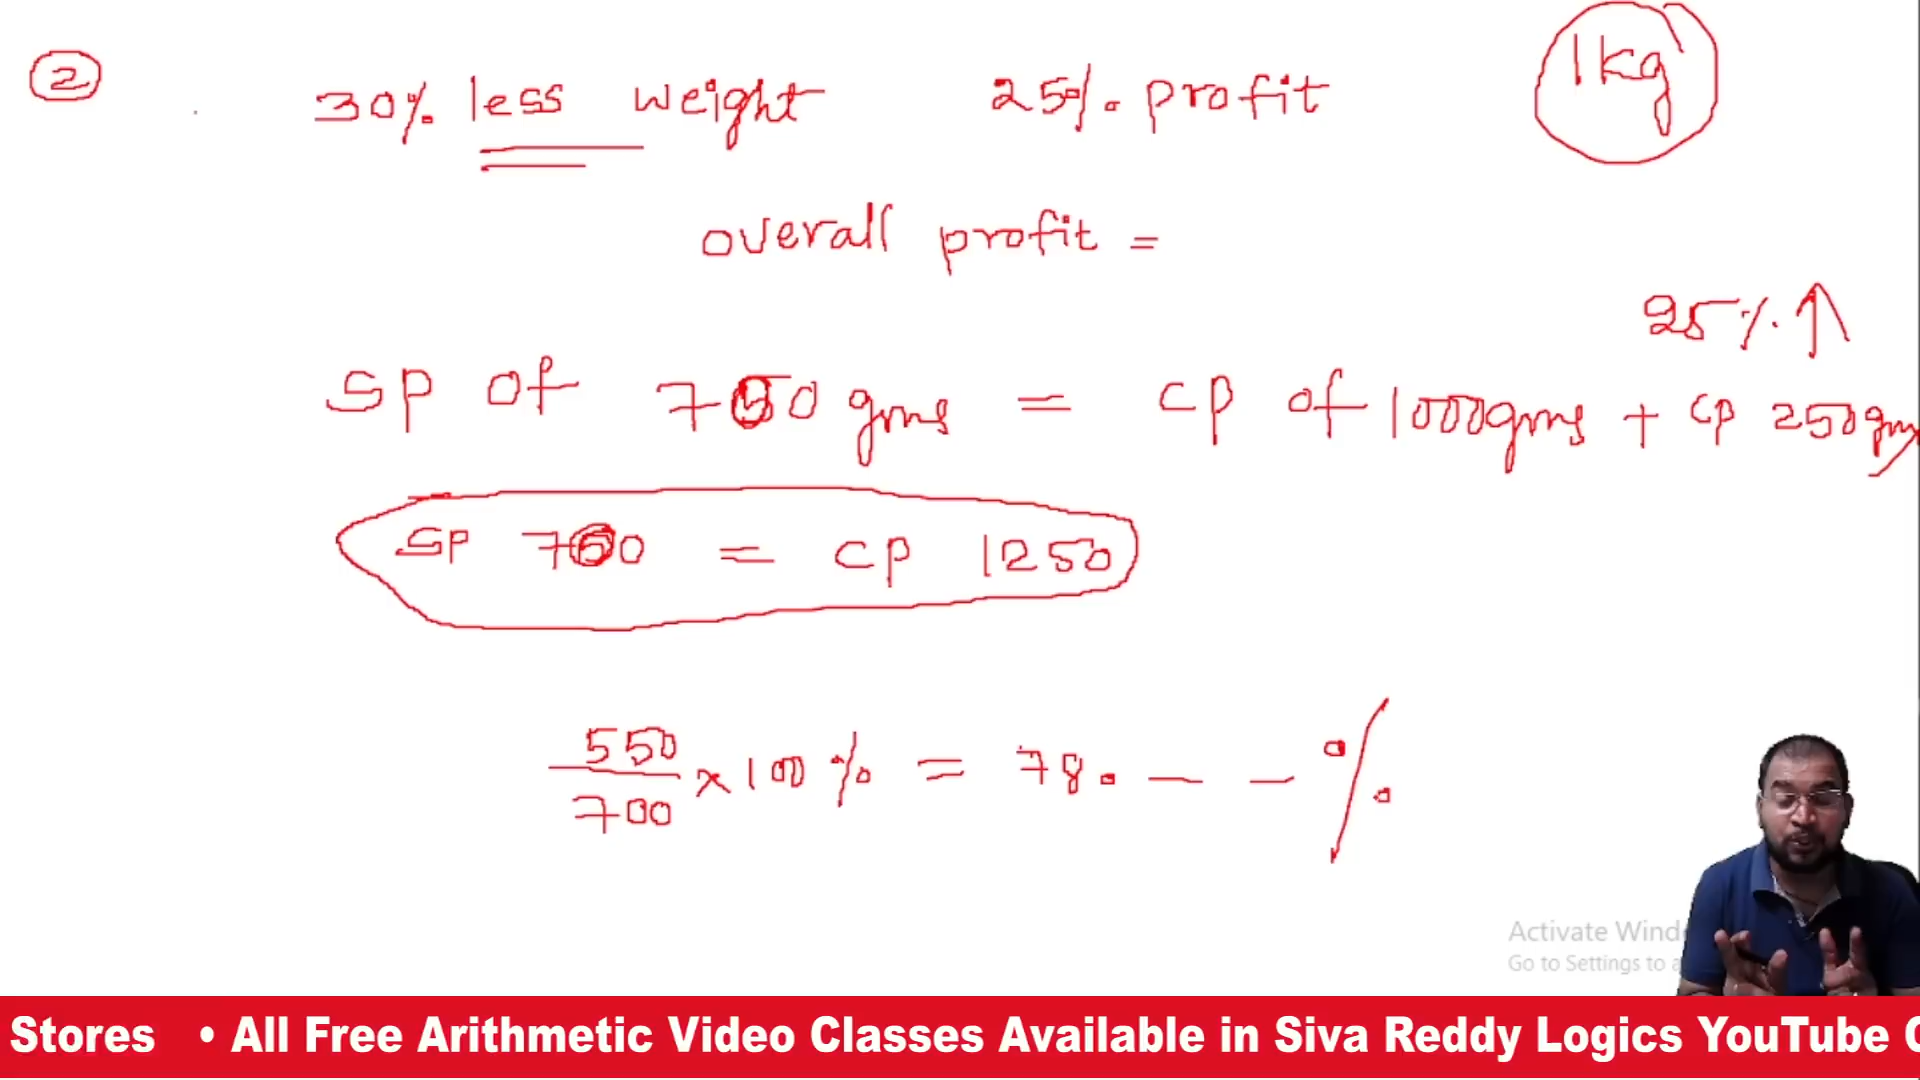 2
30% less weight 25% profit 1kg
overall profit =
25% ↑
SP of 700 gms = CP of 1000gms + CP 250gm
SP 700 = CP 1250
550/700 × 100% = 78. — — %
Activate Wind
Go to Settings to a
Stores • All Free Arithmetic Video Classes Available in Siva Reddy Logics YouTube C